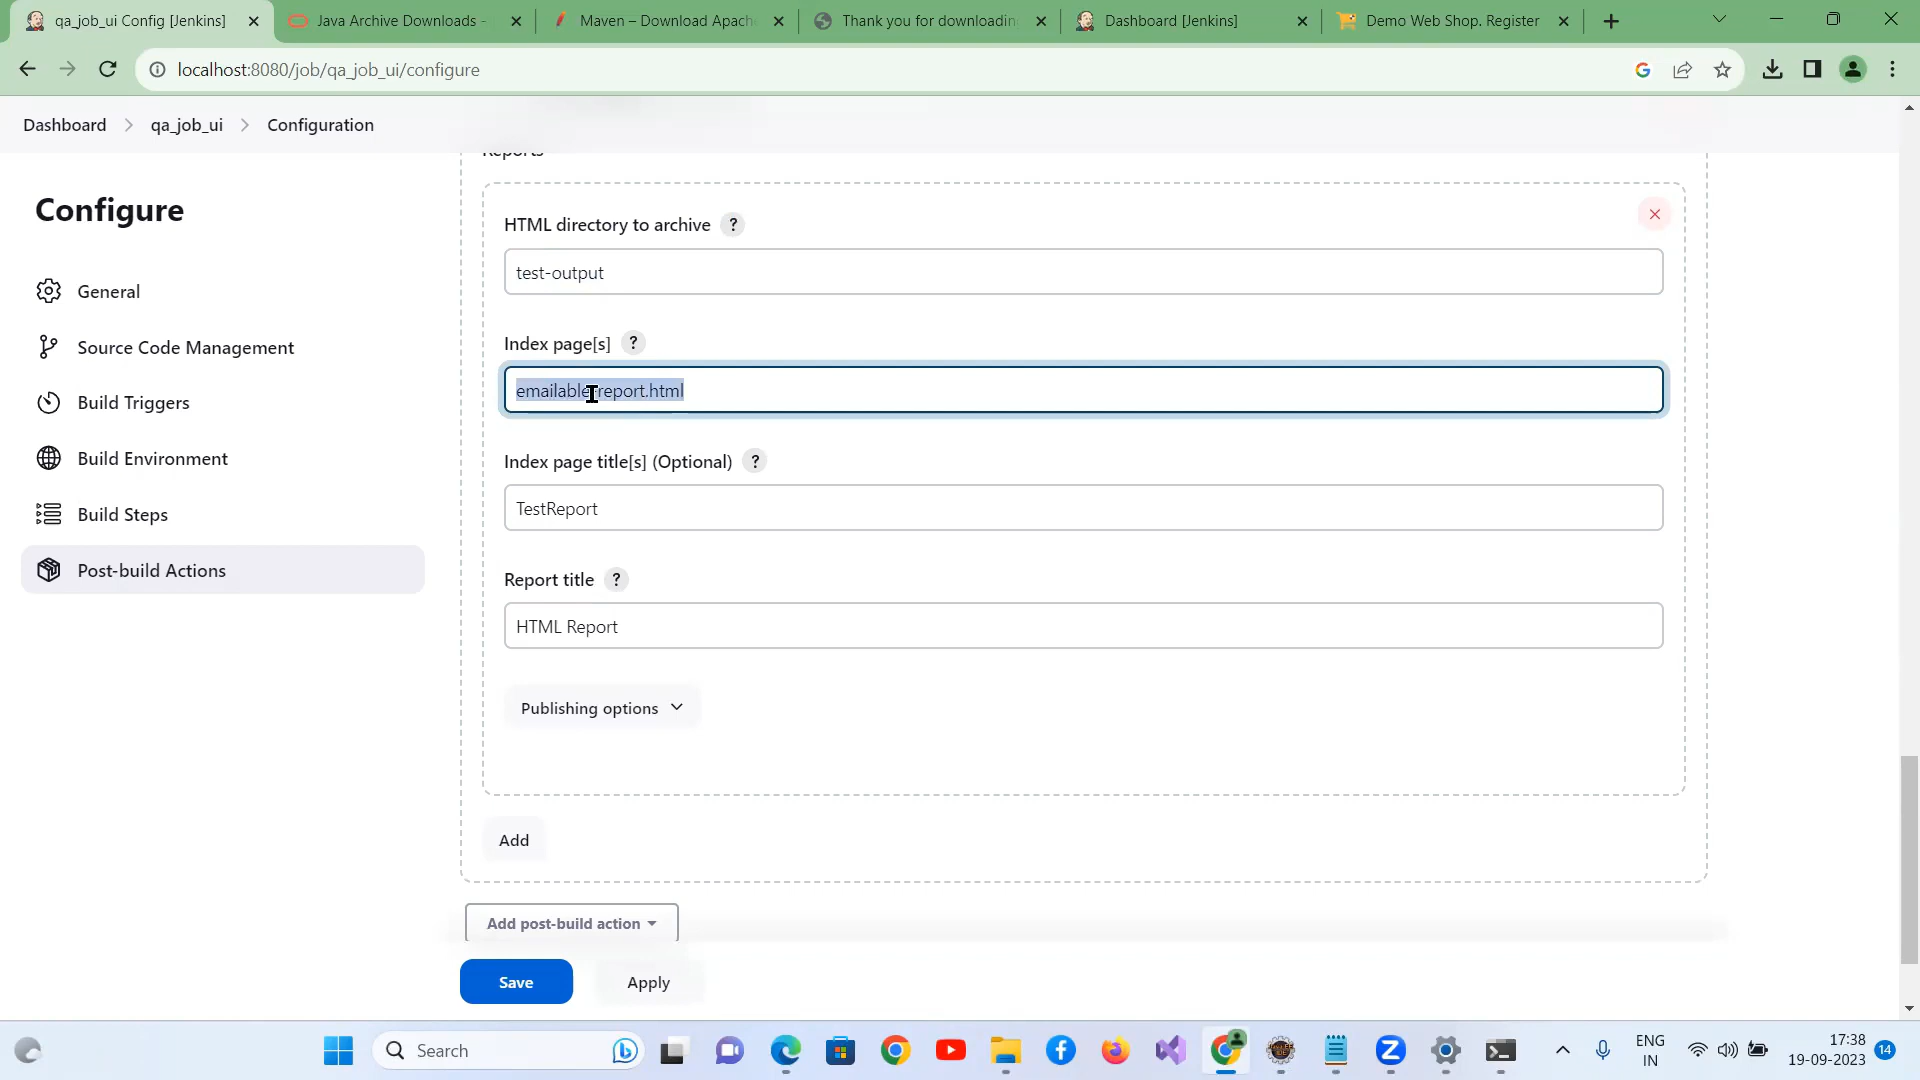 qa_job_ui Config [Jenkins]
Java Archive Downloads -
Maven – Download Apach
Thank you for downloadin
Dashboard [Jenkins]
Demo Web Shop. Register
localhost:8080/job/qa_job_ui/configure
Dashboard > qa_job_ui > Configuration
Configure
General
Source Code Management
Build Triggers
Build Environment
Build Steps
Post-build Actions
Reports
HTML directory to archive ?
test-output
Index page[s] ?
emailable-report.html
Index page title[s] (Optional) ?
TestReport
Report title ?
HTML Report
Publishing options
Add
Add post-build action
Save
Apply
Search
ENG
IN
17:38
19-09-2023
14